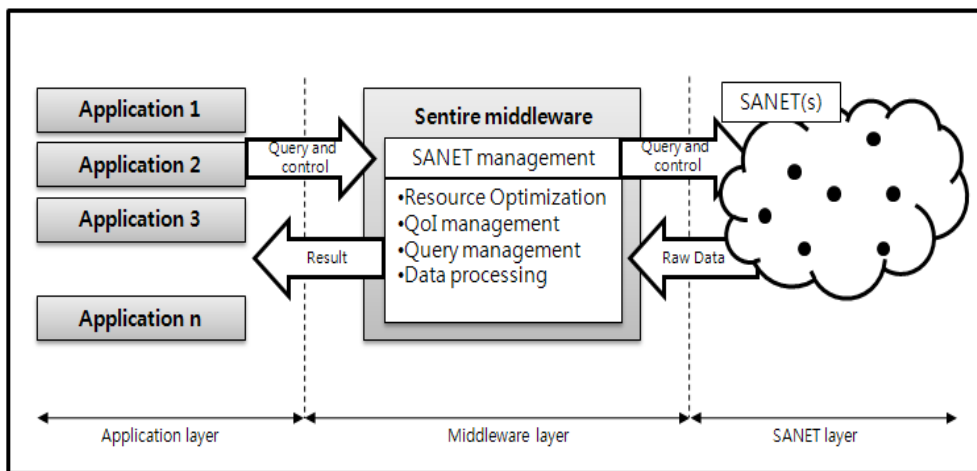 Application 1
Application 2
Application 3
Application n
Query and
control
Result
Sentire middleware
SANET management
•Resource Optimization
•QoI management
•Query management
•Data processing
Query and
control
Raw Data
SANET(s)
Application layer
Middleware layer
SANET layer